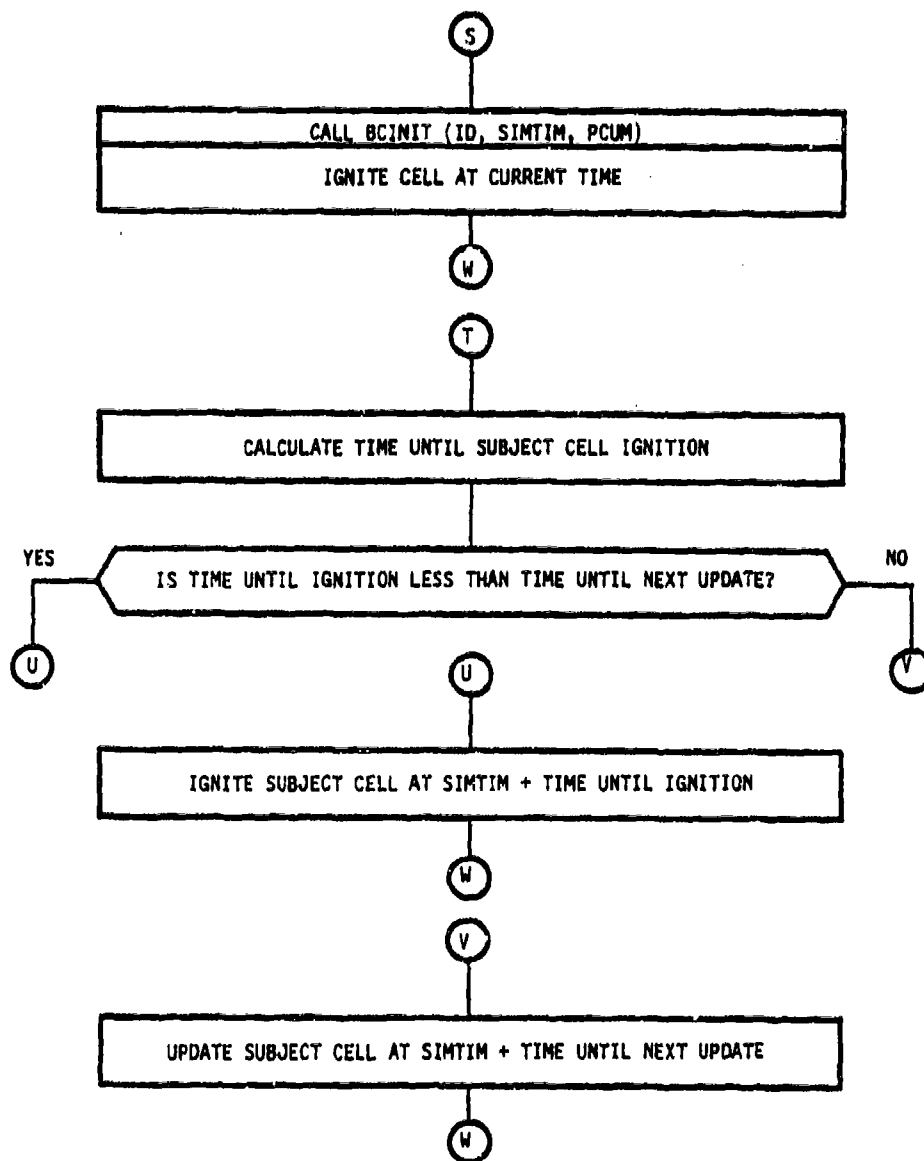 S
CALL BCINIT (ID, SIMTIM, PCUM)
IGNITE CELL AT CURRENT TIME
W
T
CALCULATE TIME UNTIL SUBJECT CELL IGNITION
YES
IS TIME UNTIL IGNITION LESS THAN TIME UNTIL NEXT UPDATE?
NO
U
V
U
IGNITE SUBJECT CELL AT SIMTIM + TIME UNTIL IGNITION
W
V
UPDATE SUBJECT CELL AT SIMTIM + TIME UNTIL NEXT UPDATE
W